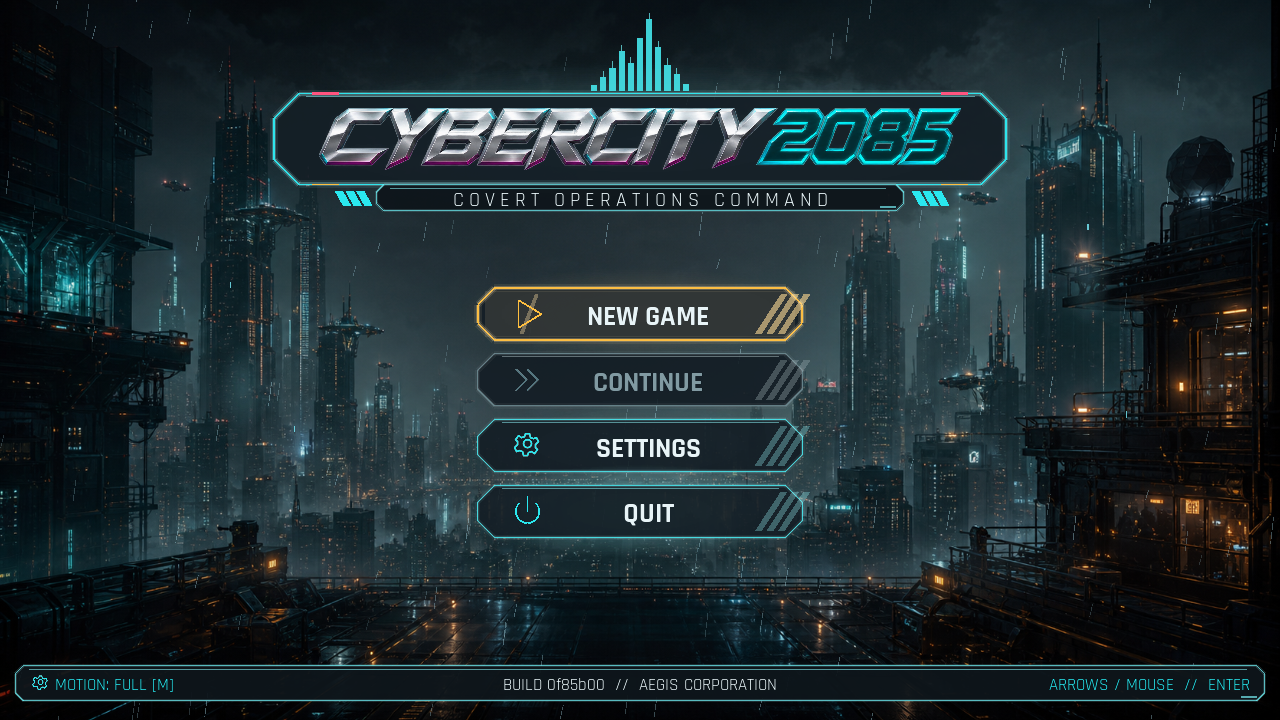 CYBERCITY 2085
COVERT OPERATIONS COMMAND
NEW GAME
CONTINUE
SETTINGS
QUIT
MOTION: FULL [M]
BUILD 0f85b00 // AEGIS CORPORATION
ARROWS / MOUSE // ENTER